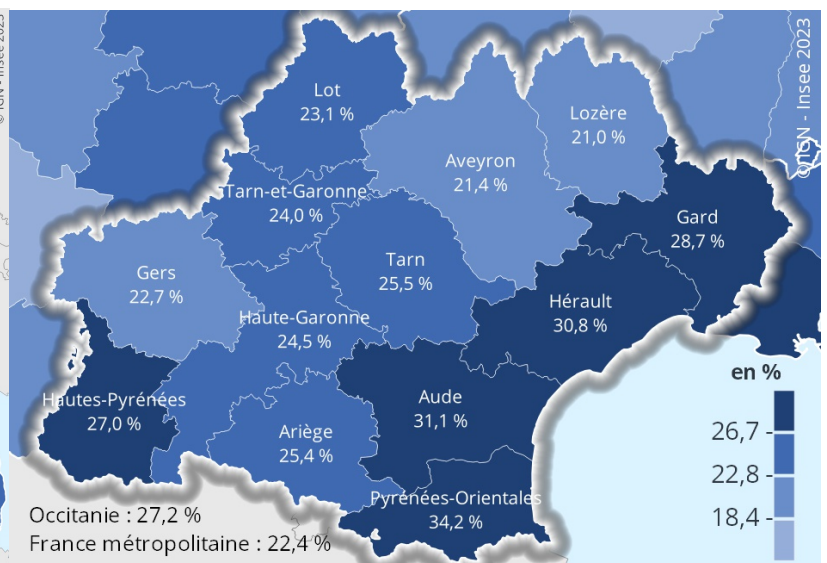 © IGN - Insee 2023
©IGN - Insee 2023
Lot
23,1 %
Lozère
21,0 %
Aveyron
21,4 %
Tarn-et-Garonne
24,0 %
Gard
28,7 %
Tarn
25,5 %
Gers
22,7 %
Hérault
30,8 %
Haute-Garonne
24,5 %
en %
Hautes-Pyrénées
27,0 %
Aude
31,1 %
26,7
Ariège
25,4 %
22,8
Pyrénées-Orientales
34,2 %
18,4
Occitanie : 27,2 %
France métropolitaine : 22,4 %